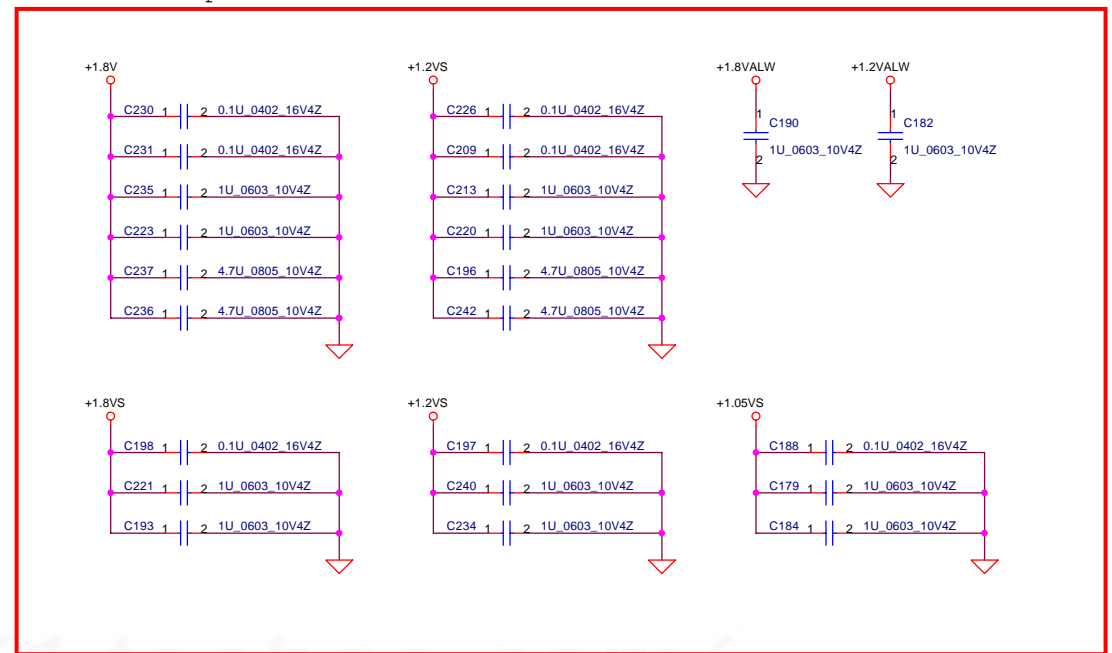 +1.8V
C230 1 2 0.1U_0402_16V4Z
C231 1 2 0.1U_0402_16V4Z
C235 1 2 1U_0603_10V4Z
C223 1 2 1U_0603_10V4Z
C237 1 2 4.7U_0805_10V4Z
C236 1 2 4.7U_0805_10V4Z
+1.2VS
C226 1 2 0.1U_0402_16V4Z
C209 1 2 0.1U_0402_16V4Z
C213 1 2 1U_0603_10V4Z
C220 1 2 1U_0603_10V4Z
C196 1 2 4.7U_0805_10V4Z
C242 1 2 4.7U_0805_10V4Z
+1.8VALW
1
C190
1U_0603_10V4Z
2
+1.2VALW
1
C182
1U_0603_10V4Z
2
+1.8VS
C198 1 2 0.1U_0402_16V4Z
C221 1 2 1U_0603_10V4Z
C193 1 2 1U_0603_10V4Z
+1.2VS
C197 1 2 0.1U_0402_16V4Z
C240 1 2 1U_0603_10V4Z
C234 1 2 1U_0603_10V4Z
+1.05VS
C188 1 2 0.1U_0402_16V4Z
C179 1 2 1U_0603_10V4Z
C184 1 2 1U_0603_10V4Z